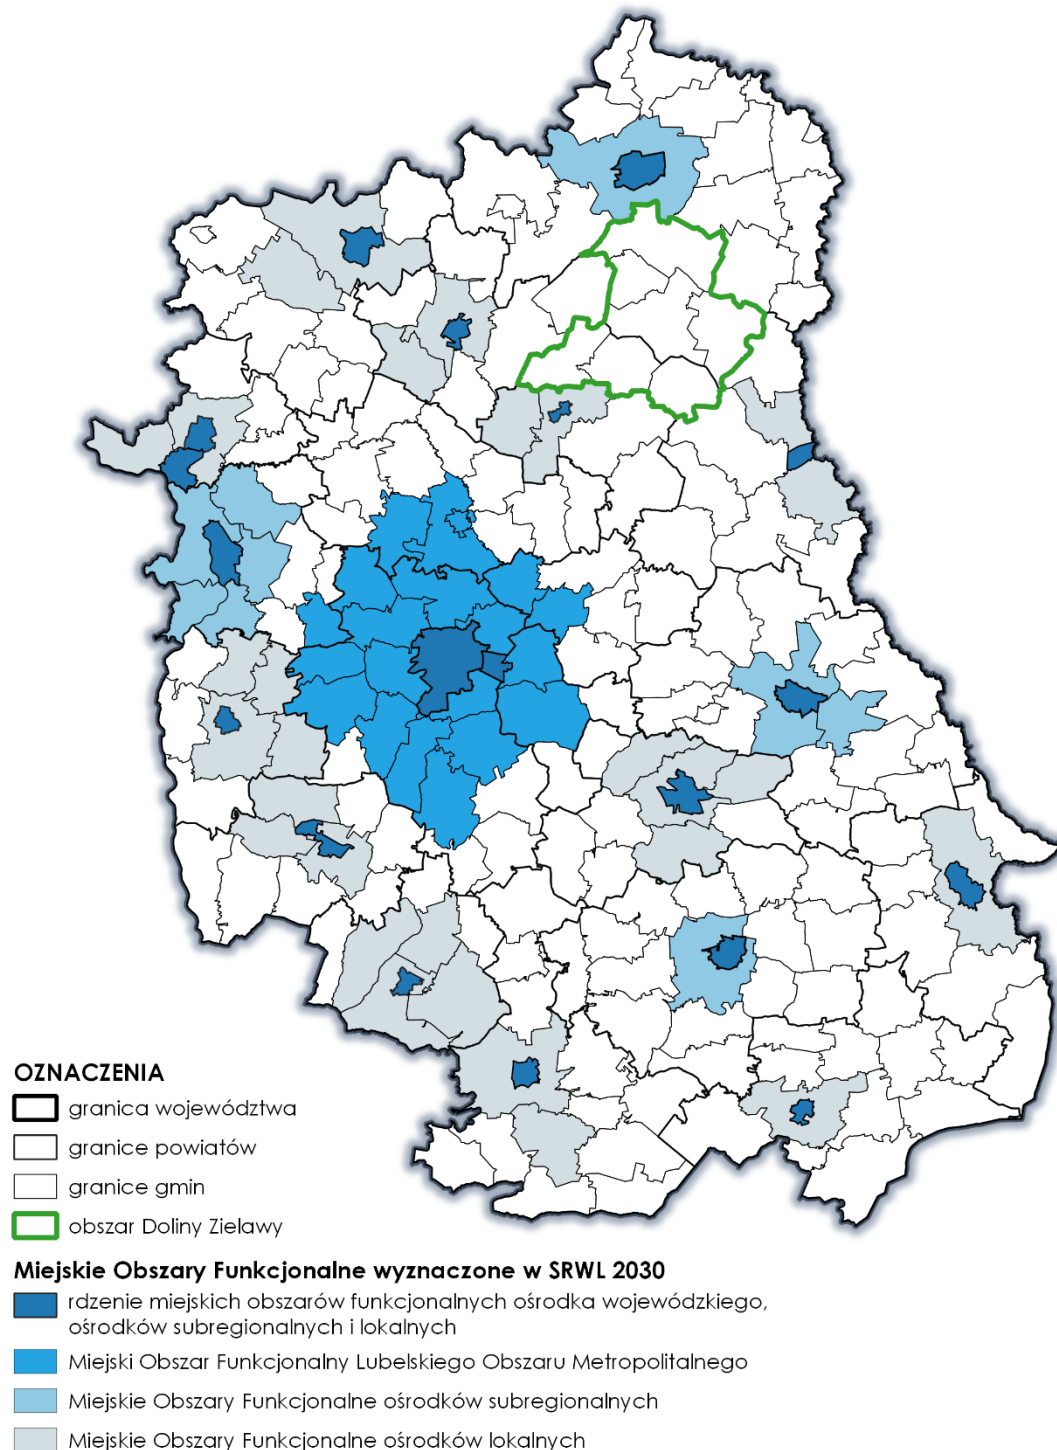 OZNACZENIA
granica województwa
granice powiatów
granice gmin
obszar Doliny Zielawy
Miejskie Obszary Funkcjonalne wyznaczone w SRWL 2030
rdzenie miejskich obszarów funkcjonalnych ośrodka wojewódzkiego,
ośrodków subregionalnych i lokalnych
Miejski Obszar Funkcjonalny Lubelskiego Obszaru Metropolitalnego
Miejskie Obszary Funkcjonalne ośrodków subregionalnych
Miejskie Obszary Funkcjonalne ośrodków lokalnych